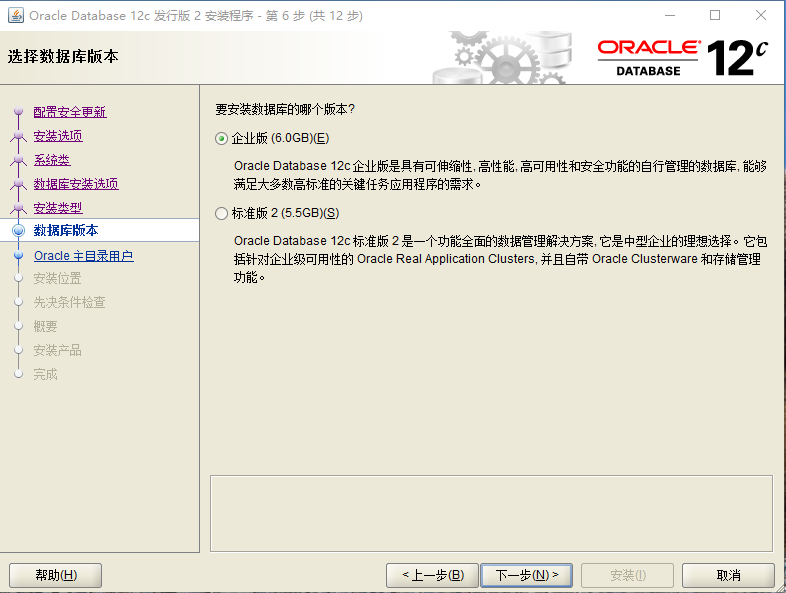 Oracle Database 12c 发行版 2 安装程序 - 第 6 步 (共 12 步)
选择数据库版本
ORACLE
DATABASE
12c
配置安全更新
安装选项
系统类
数据库安装选项
安装类型
数据库版本
Oracle 主目录用户
安装位置
先决条件检查
概要
安装产品
完成
要安装数据库的哪个版本?
企业版 (6.0GB)(E)
Oracle Database 12c 企业版是具有可伸缩性, 高性能, 高可用性和安全功能的自行管理的数据库, 能够
满足大多数高标准的关键任务应用程序的需求。
标准版 2 (5.5GB)(S)
Oracle Database 12c 标准版 2 是一个功能全面的数据管理解决方案, 它是中型企业的理想选择。它包
括针对企业级可用性的 Oracle Real Application Clusters, 并且自带 Oracle Clusterware 和存储管理
功能。
帮助(H)
< 上一步(B)
下一步(N) >
安装(I)
取消